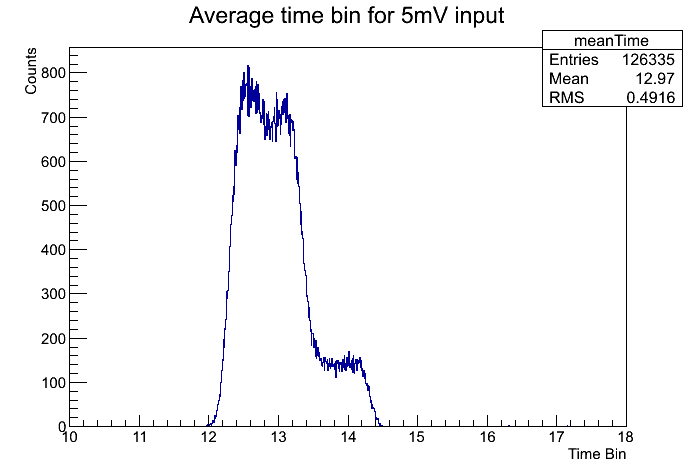 Average time bin for 5mV input
meanTime
Entries 126335
Mean 12.97
RMS 0.4916
Counts
800
700
600
500
400
300
200
100
0
10 11 12 13 14 15 16 17 18
Time Bin